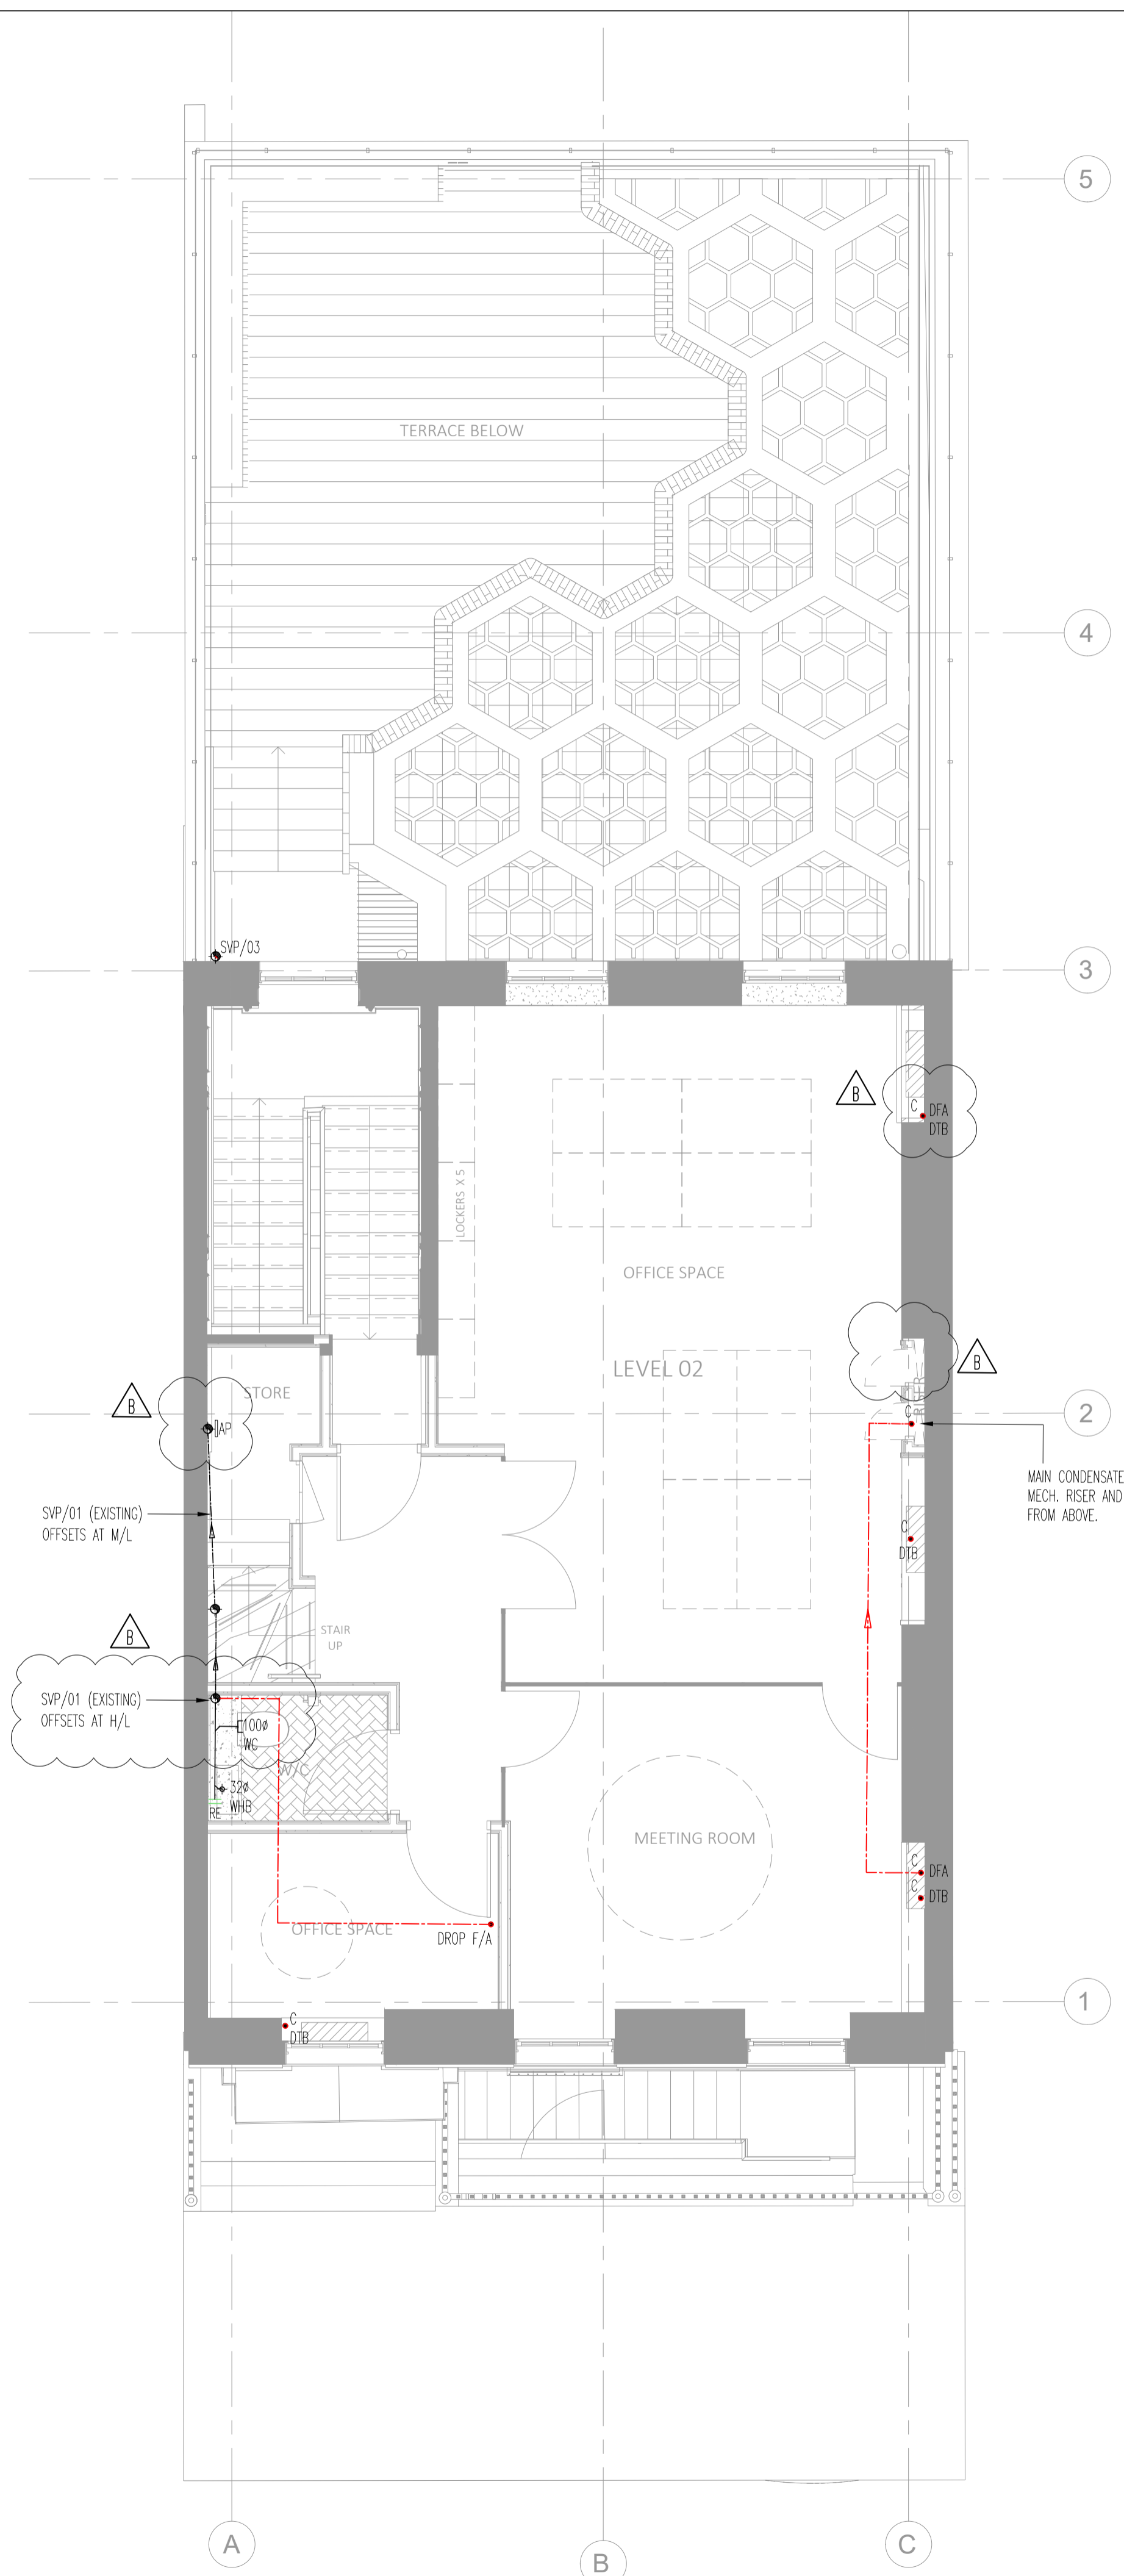 5
TERRACE BELOW
4
SVP/03
3
B
C
DFA
DTB
LOCKERS X 5
OFFICE SPACE
LEVEL 02
B
B
STORE
AP
2
C
MAIN CONDENSATE
MECH. RISER AND
FROM ABOVE.
SVP/01 (EXISTING)
OFFSETS AT M/L
C
DTB
STAIR
UP
B
SVP/01 (EXISTING)
OFFSETS AT H/L
100ø
WC
W/C
32ø
WHB
RE
MEETING ROOM
C
DFA
C
DTB
OFFICE SPACE
DROP F/A
1
C
DTB
A
B
C